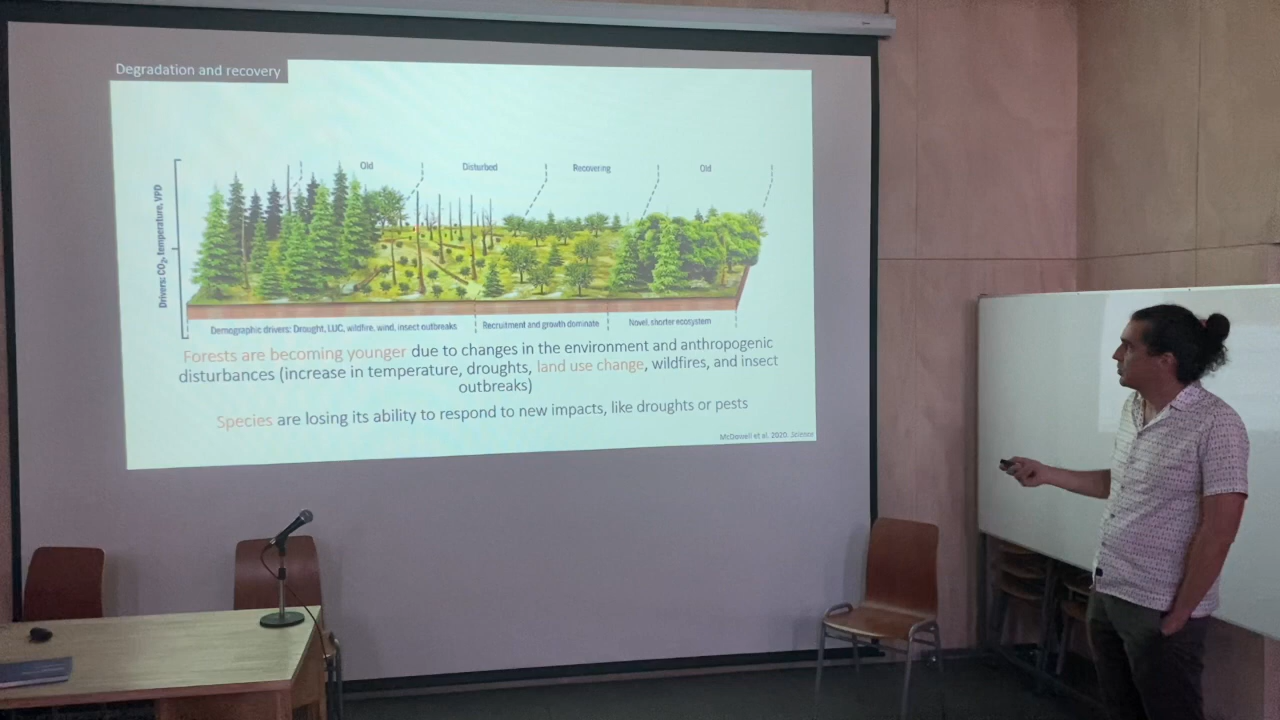 Degradation and recovery
Old
Disturbed
Recovering
Old
Drivers: CO₂, temperature, VPD
Demographic drivers: Drought, LUC, wildfire, wind, insect outbreaks
Recruitment and growth dominate
Novel, shorter ecosystem
Forests are becoming younger due to changes in the environment and anthropogenic
disturbances (increase in temperature, droughts, land use change, wildfires, and insect
outbreaks)
Species are losing its ability to respond to new impacts, like droughts or pests
McDowell et al. 2020. Science